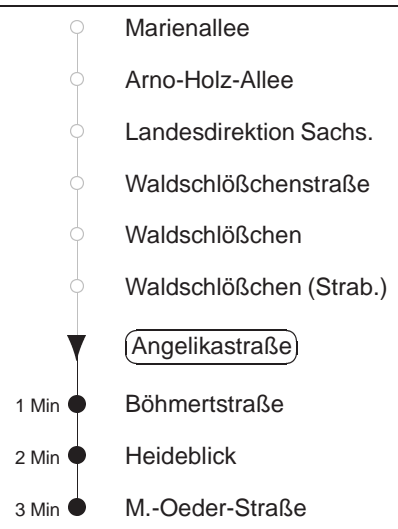 Marienallee
Arno-Holz-Allee
Landesdirektion Sachs.
Waldschlößchenstraße
Waldschlößchen
Waldschlößchen (Strab.)
Angelikastraße
1 Min Böhmertstraße
2 Min Heideblick
3 Min M.-Oeder-Straße